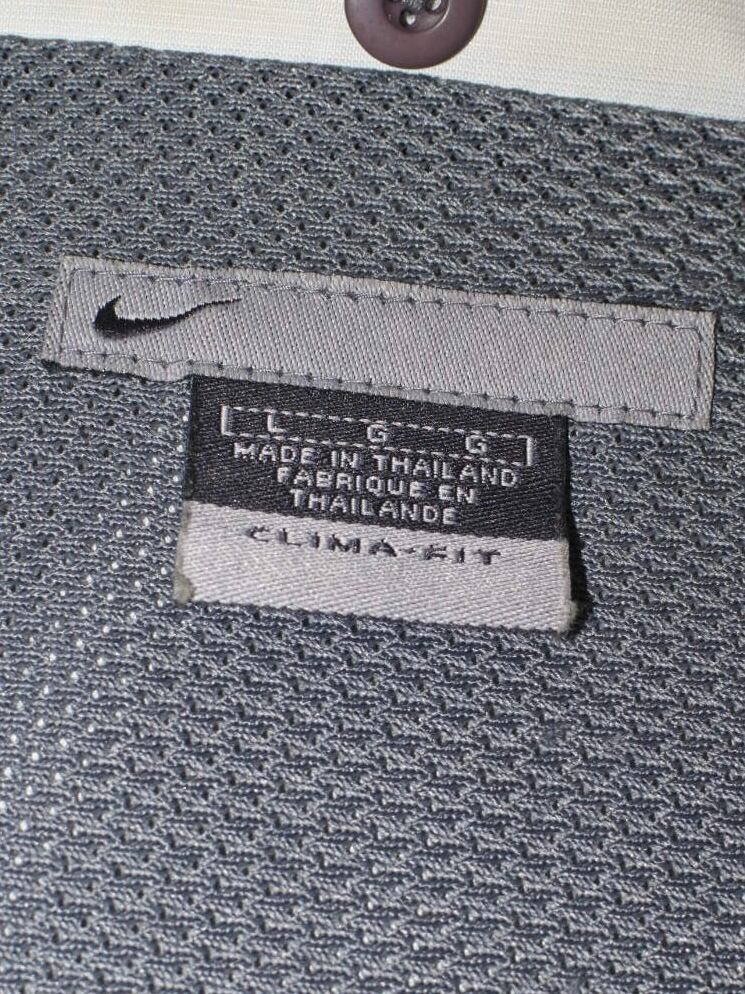 L G G
MADE IN THAILAND
FABRIQUE EN
THAILANDE
CLIMA-FIT